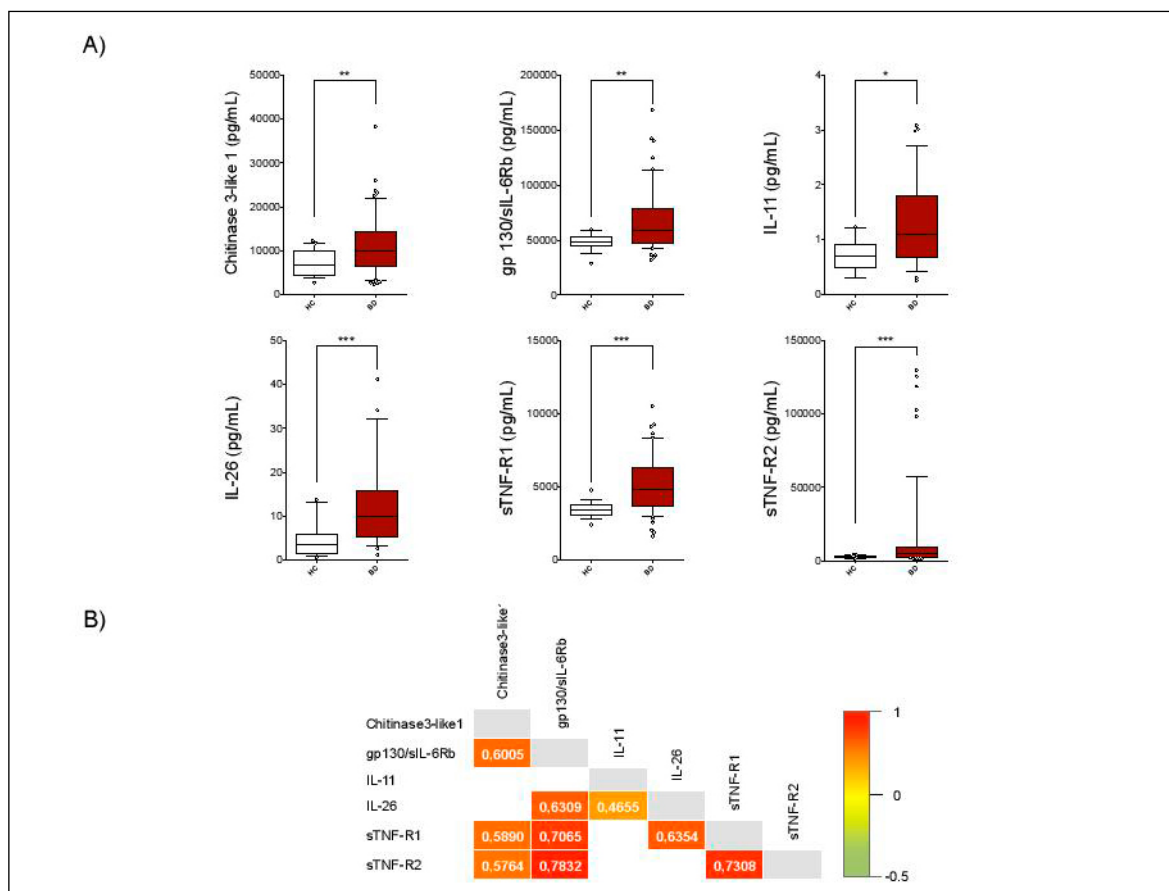 A)
Chitinase 3-like 1 (pg/mL)
50000
40000
30000
20000
10000
0
**
HC
BD
gp 130/sIL-6Rb (pg/mL)
200000
150000
100000
50000
0
**
HC
BD
IL-11 (pg/mL)
4
3
2
1
0
*
HC
BD
IL-26 (pg/mL)
50
40
30
20
10
0
***
HC
BD
sTNF-R1 (pg/mL)
15000
10000
5000
0
***
HC
BD
sTNF-R2 (pg/mL)
150000
100000
50000
0
***
HC
BD
B)
Chitinase3-like
gp130/sIL-6Rb
IL-11
IL-26
sTNF-R1
sTNF-R2
Chitinase3-like1
gp130/sIL-6Rb 0,6005
IL-11
IL-26 0,6309 0,4655
sTNF-R1 0,5890 0,7065 0,6354
sTNF-R2 0,5764 0,7832 0,7308
1
0
-0.5